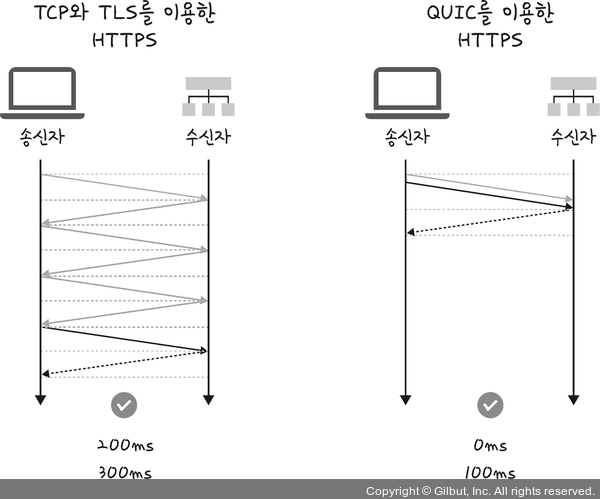 TCP와 TLS를 이용한
HTTPS
송신자
수신자
200ms
300ms
QUIC를 이용한
HTTPS
송신자
수신자
0ms
100ms
Copyright © Gilbut, Inc. All rights reserved.